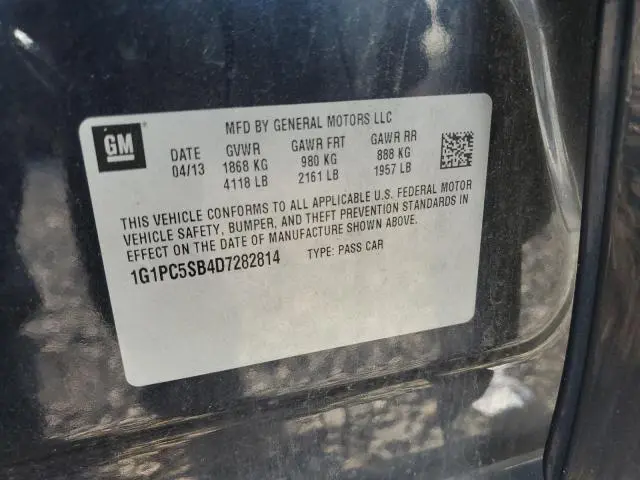 GM
MFD BY GENERAL MOTORS LLC
DATE GVWR GAWR FRT GAWR RR
04/13 1868 KG 980 KG 888 KG
4118 LB 2161 LB 1957 LB
THIS VEHICLE CONFORMS TO ALL APPLICABLE U.S. FEDERAL MOTOR
VEHICLE SAFETY, BUMPER, AND THEFT PREVENTION STANDARDS IN
EFFECT ON THE DATE OF MANUFACTURE SHOWN ABOVE.
1G1PC5SB4D7282814 TYPE: PASS CAR